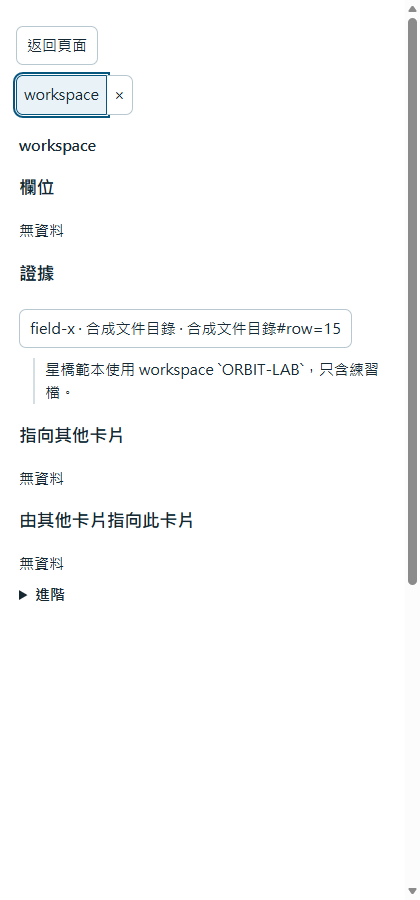 返回頁面
workspace ×
workspace
欄位
無資料
證據
field-x · 合成文件目錄 · 合成文件目錄#row=15
星橋範本使用 workspace `ORBIT-LAB`，只含練習
檔。
指向其他卡片
無資料
由其他卡片指向此卡片
無資料
▶ 進階